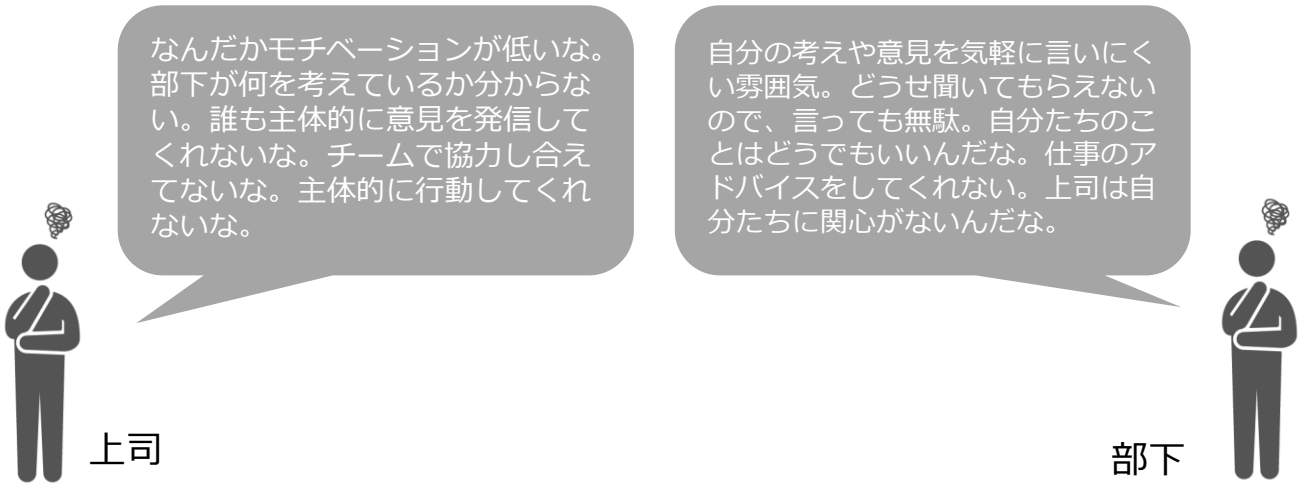 なんだかモチベーションが低いな。
部下が何を考えているか分からな
い。誰も主体的に意見を発信して
くれないな。チームで協力し合え
てないな。主体的に行動してくれ
ないな。
自分の考えや意見を気軽に言いにく
い雰囲気。どうせ聞いてもらえない
ので、言っても無駄。自分たちのこ
とはどうでもいいんだな。仕事のア
ドバイスをしてくれない。上司は自
分たちに関心がないんだな。
上司
部下